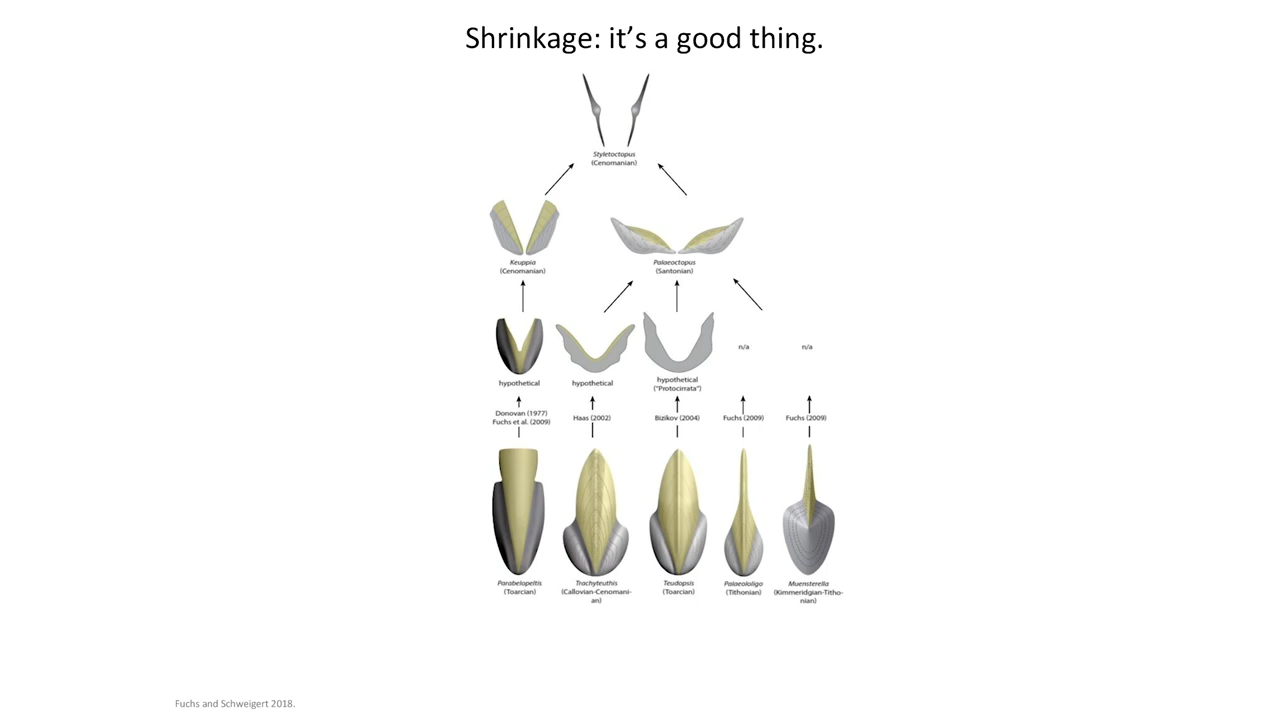 Shrinkage: it’s a good thing.
Styletoctopus
(Cenomanian)
Keuppia
(Cenomanian)
Palaeoctopus
(Santonian)
n/a
n/a
hypothetical
hypothetical
hypothetical
("Protocirrata")
Donovan (1977)
Fuchs et al. (2009)
Haas (2002)
Bizikov (2004)
Fuchs (2009)
Fuchs (2009)
Parabelopeltis
(Toarcian)
Trachyteuthis
(Callovian-Cenomani-
an)
Teudopsis
(Toarcian)
Palaeololigo
(Tithonian)
Muensterella
(Kimmeridgian-Titho-
nian)
Fuchs and Schweigert 2018.